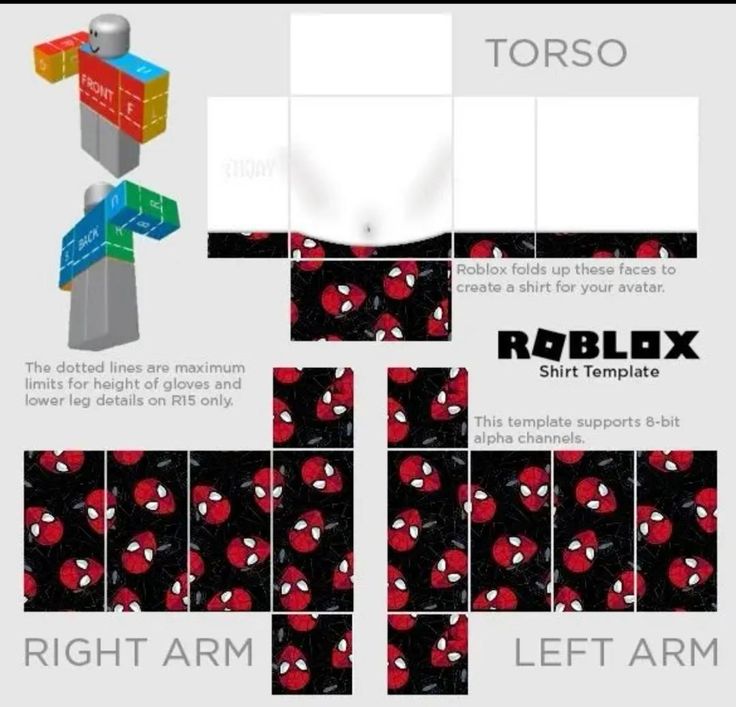 TORSO
FRONT
F
L
U
BACK
R
B
R
Roblox folds up these faces to
create a shirt for your avatar.
ROBLOX
Shirt Template
The dotted lines are maximum
limits for height of gloves and
lower leg details on R15 only.
This template supports 8-bit
alpha channels.
RIGHT ARM
LEFT ARM